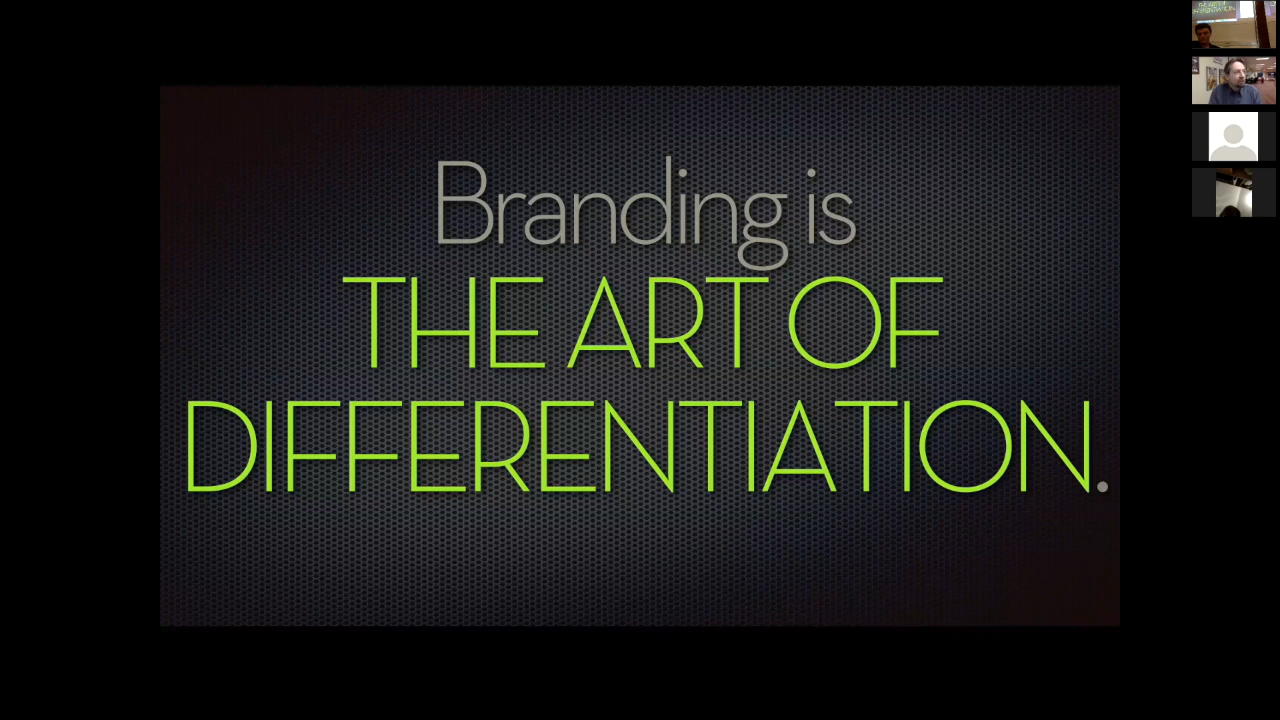 Branding is
THE ART OF
DIFFERENTIATION.